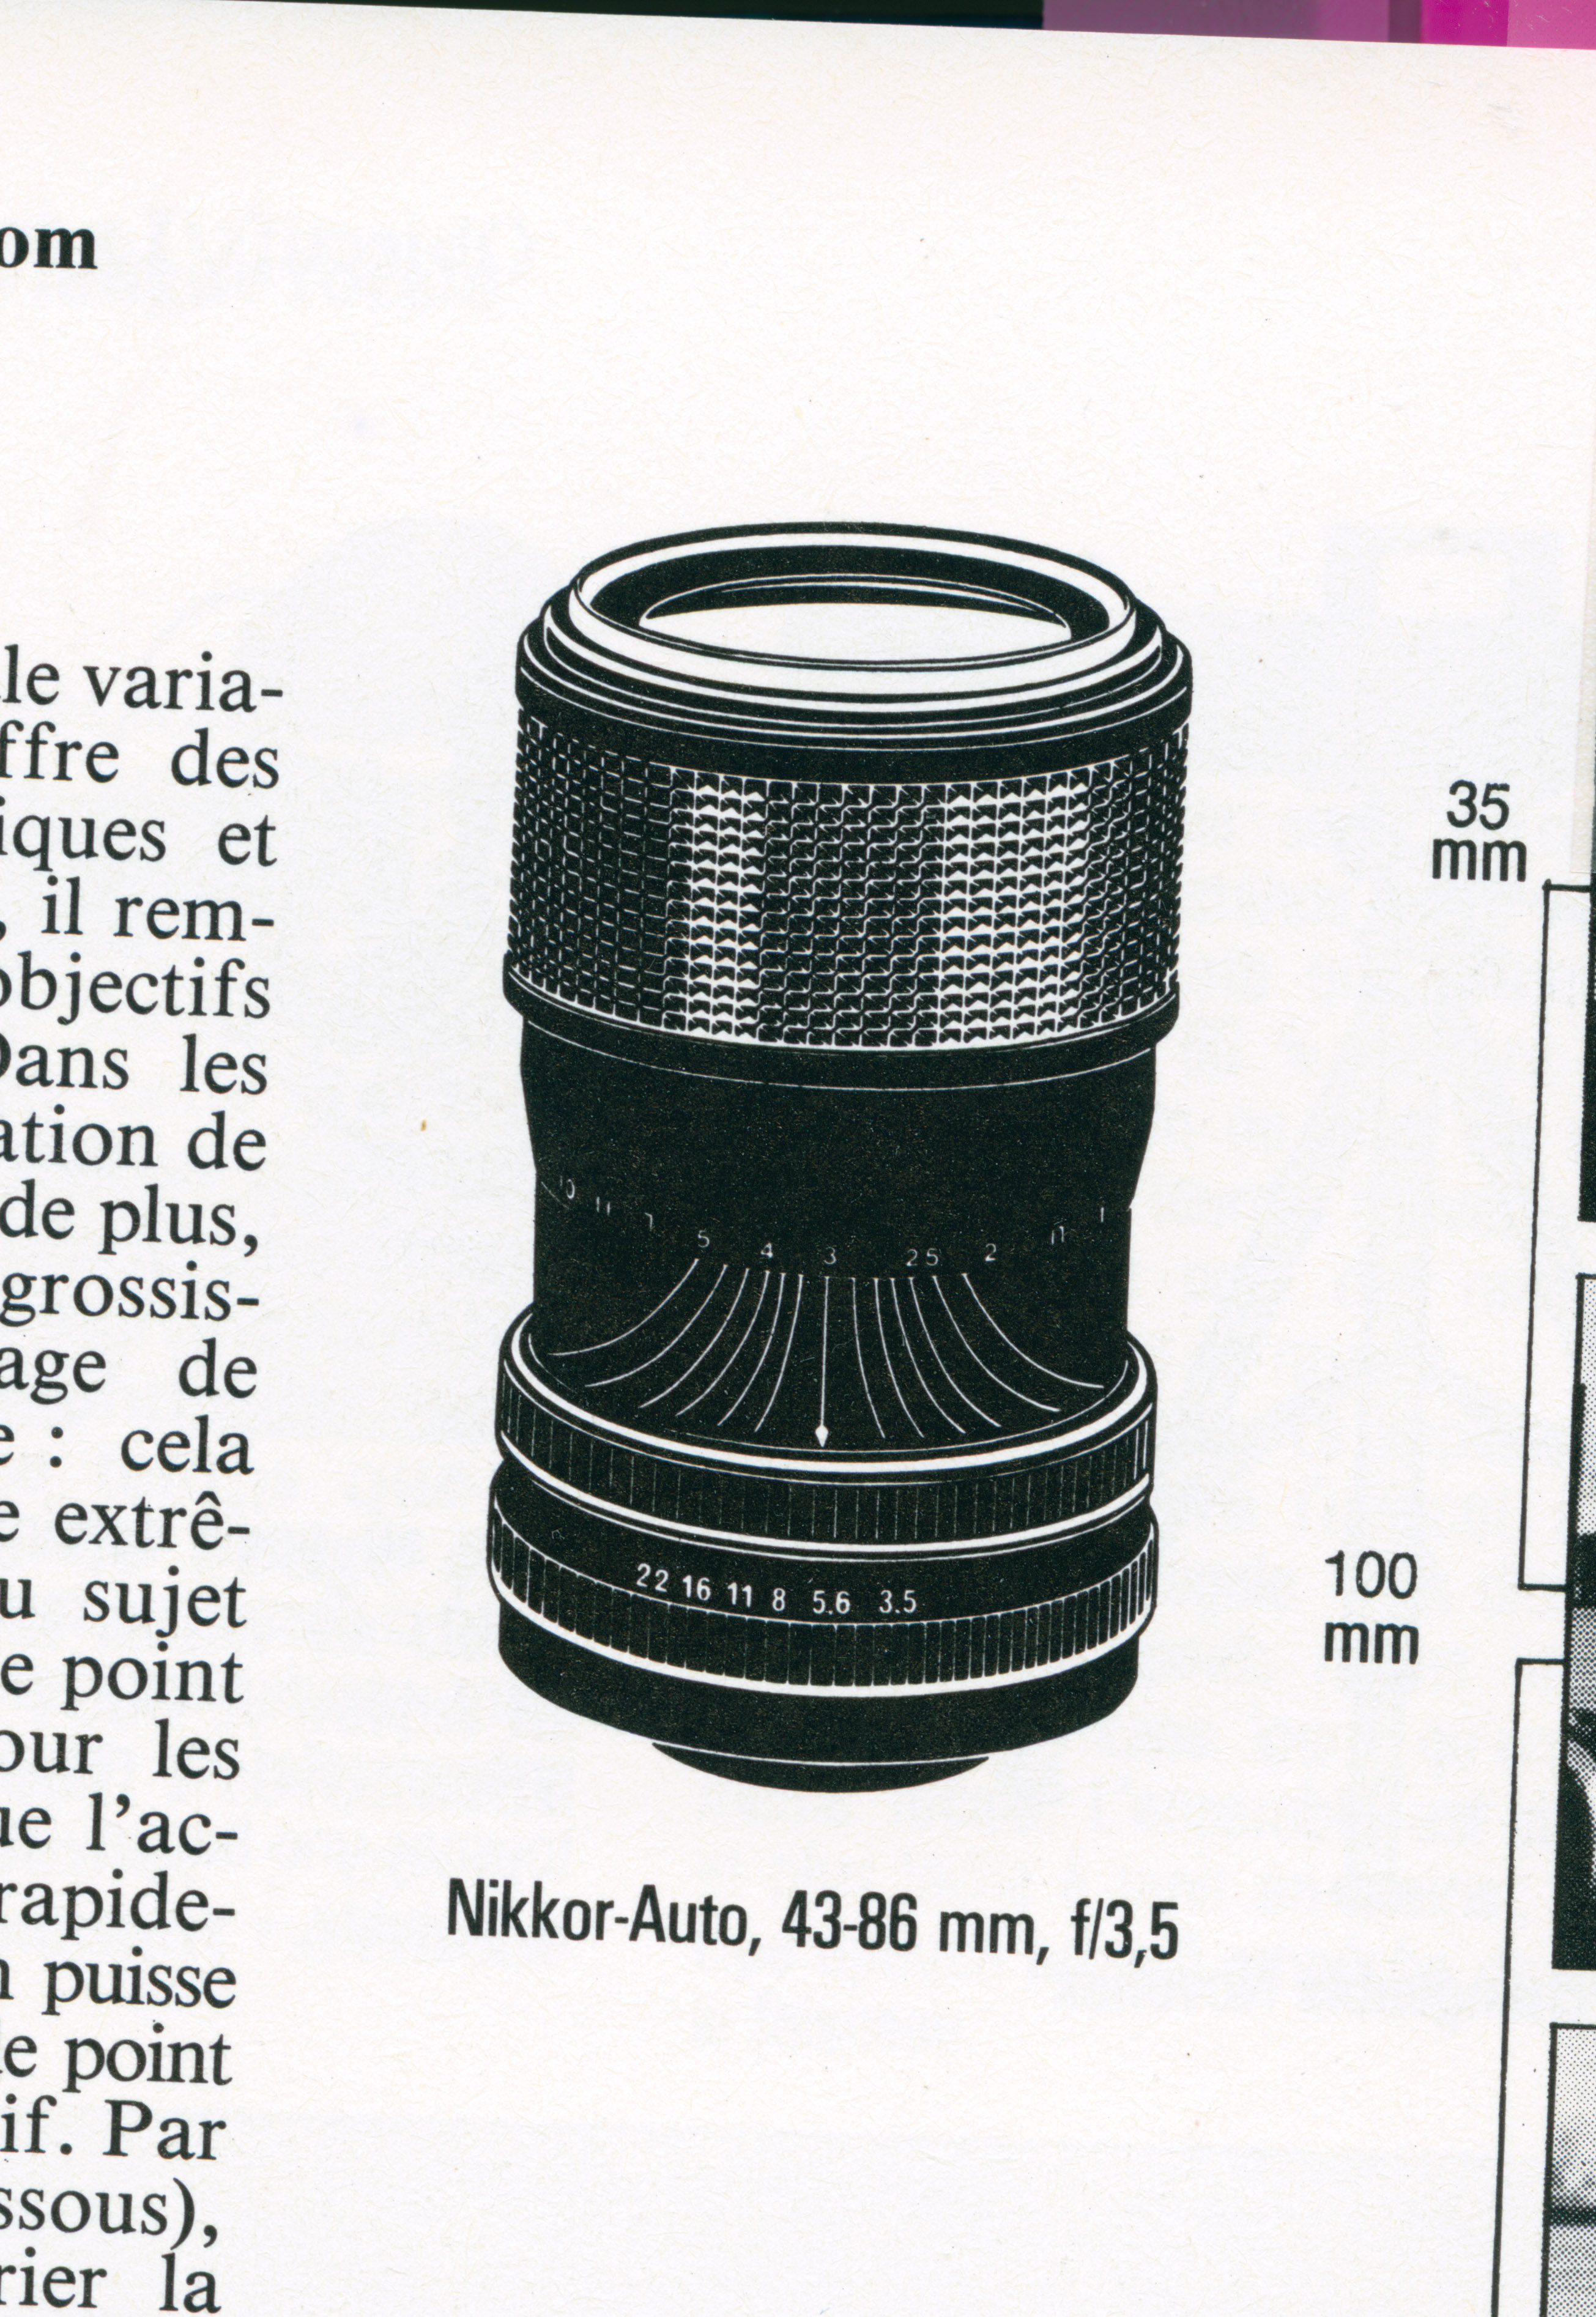 om
le varia-
ffre des
iques et
, il rem-
objectifs
Dans les
ation de
de plus,
grossis-
age de
e : cela
e extrê-
u sujet
e point
our les
ue l'ac-
rapide-
n puisse
le point
if. Par
ssous),
rier la
5 4 3 2 5 2
22 16 11 8 5.6 3.5
Nikkor-Auto, 43-86 mm, f/3,5
35
mm
100
mm